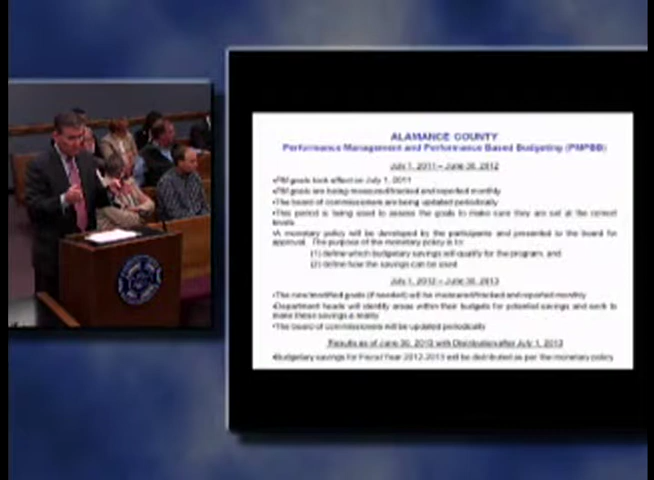 ALAMANCE COUNTY
Performance Management and Performance Based Budgeting (PMPBB)
July 1, 2011 – June 30, 2012
•PM goals took effect on July 1, 2011
•PM goals are being measured/tracked and reported monthly
•The board of commissioners are being updated periodically
•This period is being used to assess the goals to make sure they are set at the correct
levels
•A monetary policy will be developed by the participants and presented to the board for
approval. The purpose of the monetary policy is to:
(1) define which budgetary savings will qualify for the program, and
(2) define how the savings can be used
July 1, 2012 – June 30, 2013
•The new/modified goals (if needed) will be measured/tracked and reported monthly
•Department heads will identify areas within their budgets for potential savings and work to
make these savings a reality
•The board of commissioners will be updated periodically
Results as of June 30, 2013 with Distribution after July 1, 2013
•Budgetary savings for Fiscal Year 2012-2013 will be distributed as per the monetary policy